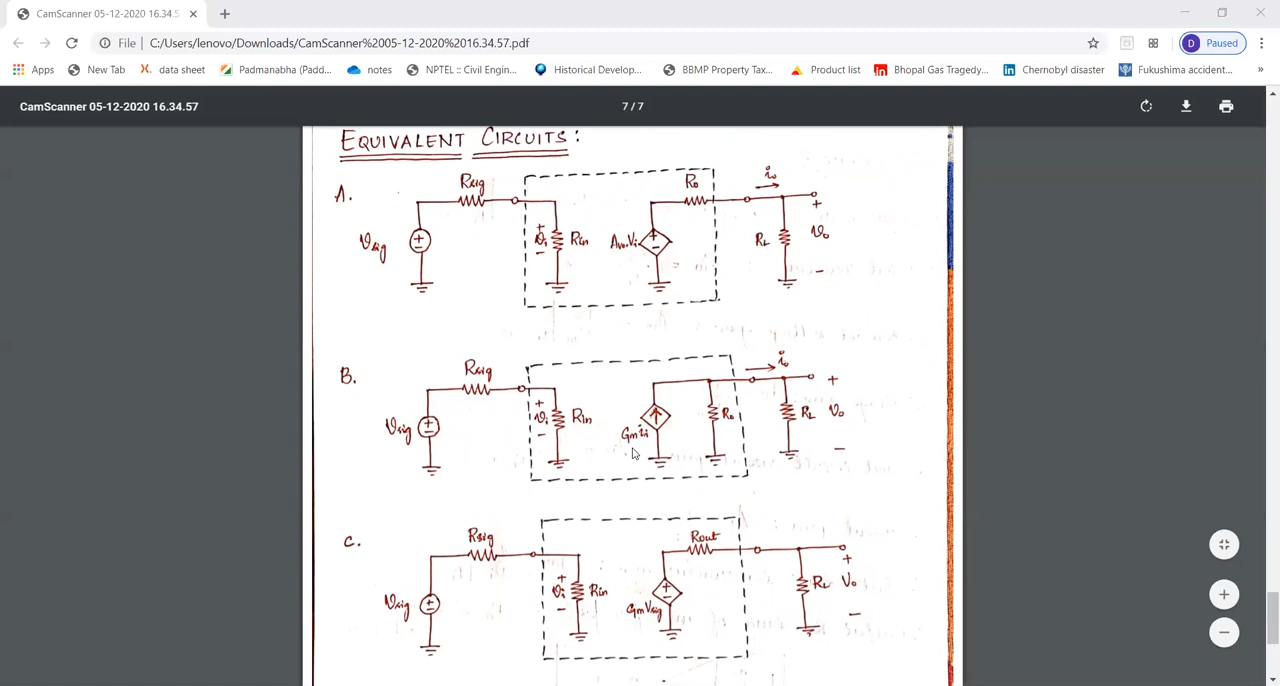 CamScanner 05-12-2020 16.34.5
File
C:/Users/lenovo/Downloads/CamScanner%2005-12-2020%2016.34.57.pdf
D Paused
Apps New Tab data sheet Padmanabha (Padd... notes NPTEL :: Civil Engin... Historical Develop... BBMP Property Tax... Product list Bhopal Gas Tragedy... Chernobyl disaster Fukushima accident... »
CamScanner 05-12-2020 16.34.57
7 / 7
EQUIVALENT CIRCUITS:
A.
Rsig
Ro
io
Vsig
+
vi
-
Rin
Avo.Vi
+
-
RL
+
vo
-
B.
Rsig
io
Vsig
+
vi
-
Rin
Gm
Ro
RL
+
vo
-
C.
Rsig
Rout
Vsig
+
vi
-
Rin
GmVsig
+
-
RL
+
Vo
-